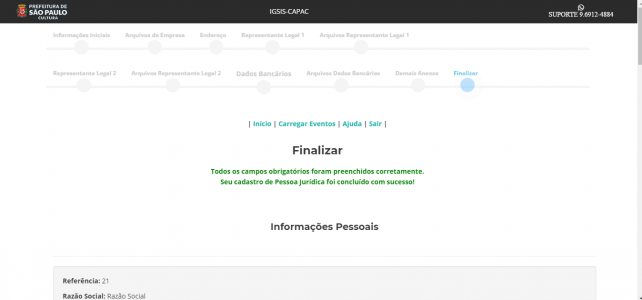 PREFEITURA DE
SÃO PAULO
CULTURA
IGSIS-CAPAC
SUPORTE 9.6912-4884
Informações Iniciais Arquivos da Empresa Endereço Representante Legal 1 Arquivos Representante Legal 1
Representante Legal 2 Arquivos Representante Legal 2 Dados Bancários Arquivos Dados Bancários Demais Anexos Finalizar
| Início | Carregar Eventos | Ajuda | Sair |
Finalizar
Todos os campos obrigatórios foram preenchidos corretamente.
Seu cadastro de Pessoa Jurídica foi concluído com sucesso!
Informações Pessoais
Referência: 21
Razão Social: Razão Social